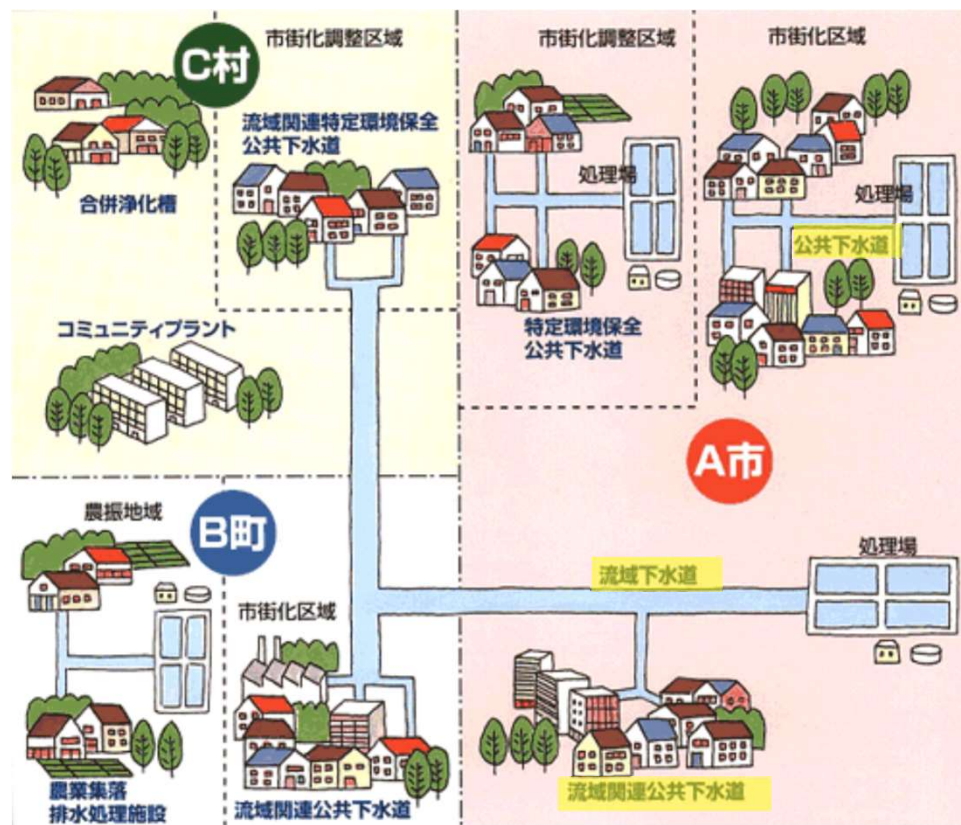 C村
市街化調整区域
流域関連特定環境保全
公共下水道
合併浄化槽
コミュニティプラント
市街化調整区域
処理場
特定環境保全
公共下水道
市街化区域
処理場
公共下水道
A市
農振地域
B町
農業集落
排水処理施設
市街化区域
流域関連公共下水道
流域下水道
処理場
流域関連公共下水道